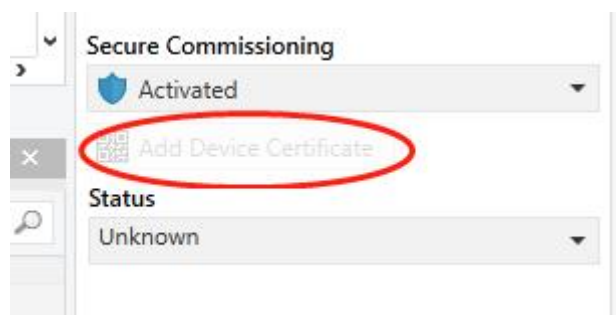 Secure Commissioning
Activated
Add Device Certificate
Status
Unknown